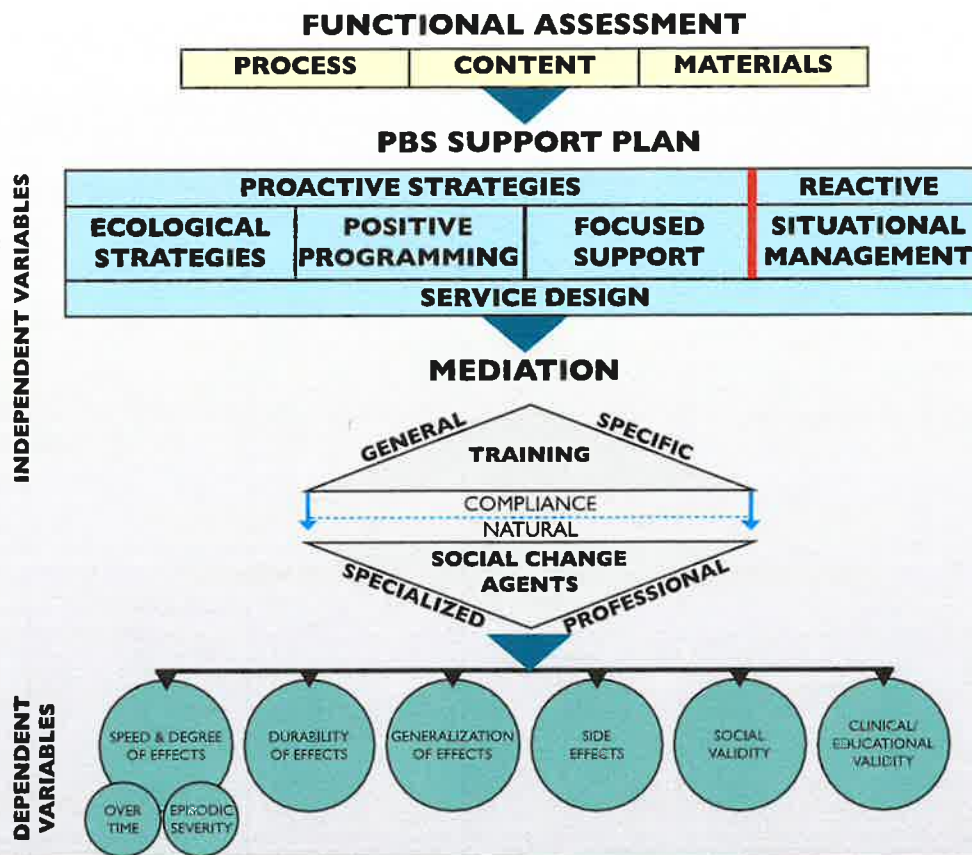 FUNCTIONAL ASSESSMENT
PROCESS CONTENT MATERIALS
PBS SUPPORT PLAN
INDEPENDENT VARIABLES
PROACTIVE STRATEGIES REACTIVE
ECOLOGICAL STRATEGIES
POSITIVE PROGRAMMING
FOCUSED SUPPORT
SITUATIONAL MANAGEMENT
SERVICE DESIGN
MEDIATION
GENERAL SPECIFIC
TRAINING
COMPLIANCE
NATURAL
SOCIAL CHANGE
AGENTS
SPECIALIZED PROFESSIONAL
DEPENDENT
VARIABLES
SPEED & DEGREE
OF EFFECTS
OVER
TIME
EPISODIC
SEVERITY
DURABILITY
OF EFFECTS
GENERALIZATION
OF EFFECTS
SIDE
EFFECTS
SOCIAL
VALIDITY
CLINICAL/
EDUCATIONAL
VALIDITY